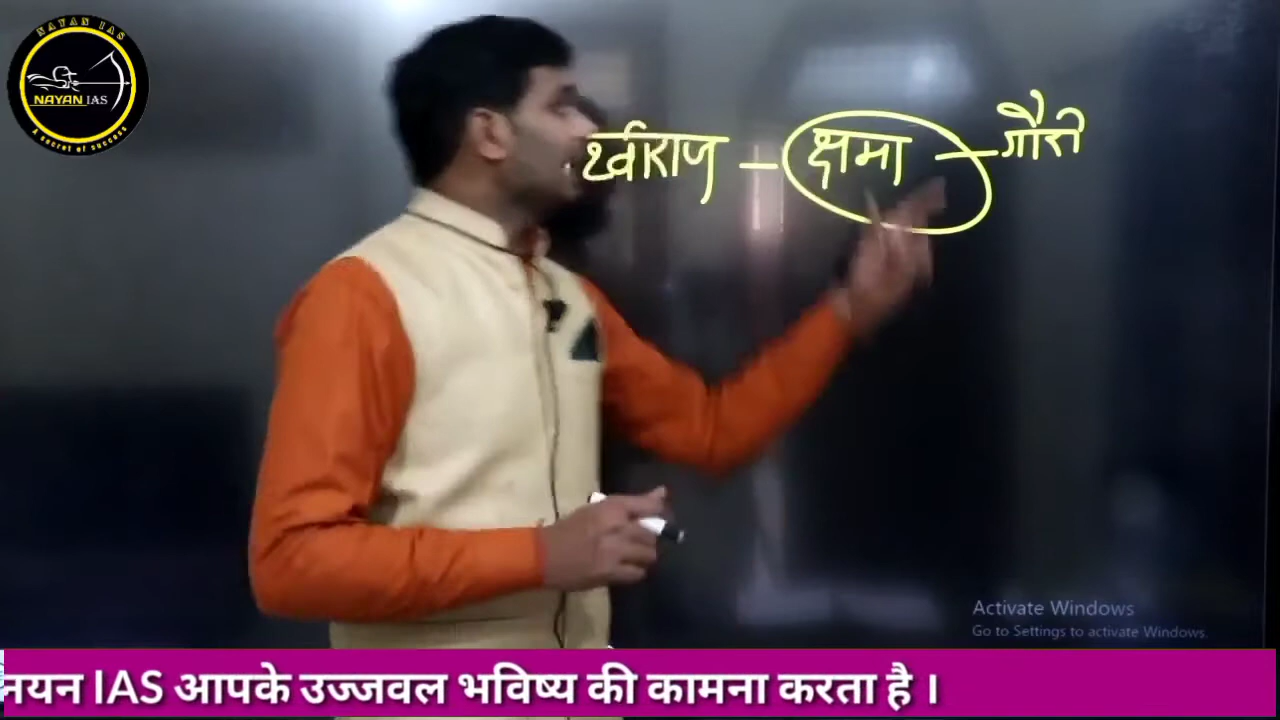 NAYAN IAS
NAYAN IAS
A secret of success
र्थ्वीराज – क्षमा – गौरी
Activate Windows
Go to Settings to activate Windows.
नयन IAS आपके उज्जवल भविष्य की कामना करता है ।